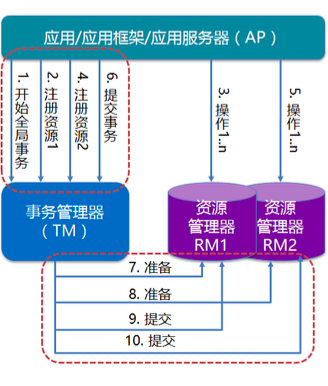 应用/应用框架/应用服务器（AP）
1. 开始全局事务
2. 注册资源1
4. 注册资源2
6. 提交事务
3. 操作1..n
5. 操作1..n
事务管理器
（TM）
资源
管理器
RM1
资源
管理器
RM2
7. 准备
8. 准备
9. 提交
10. 提交